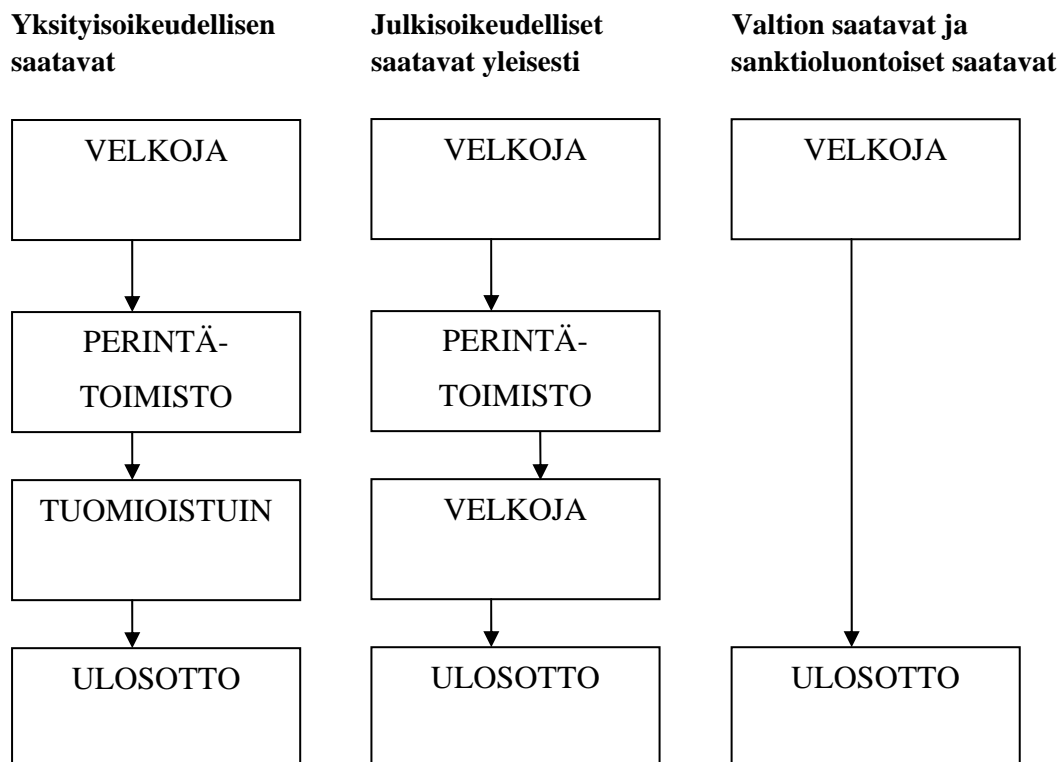 Yksityisoikeudellisen
saatavat
Julkisoikeudelliset
saatavat yleisesti
Valtion saatavat ja
sanktioluontoiset saatavat
VELKOJA
VELKOJA
VELKOJA
PERINTÄ-
TOIMISTO
PERINTÄ-
TOIMISTO
TUOMIOISTUIN
VELKOJA
ULOSOTTO
ULOSOTTO
ULOSOTTO